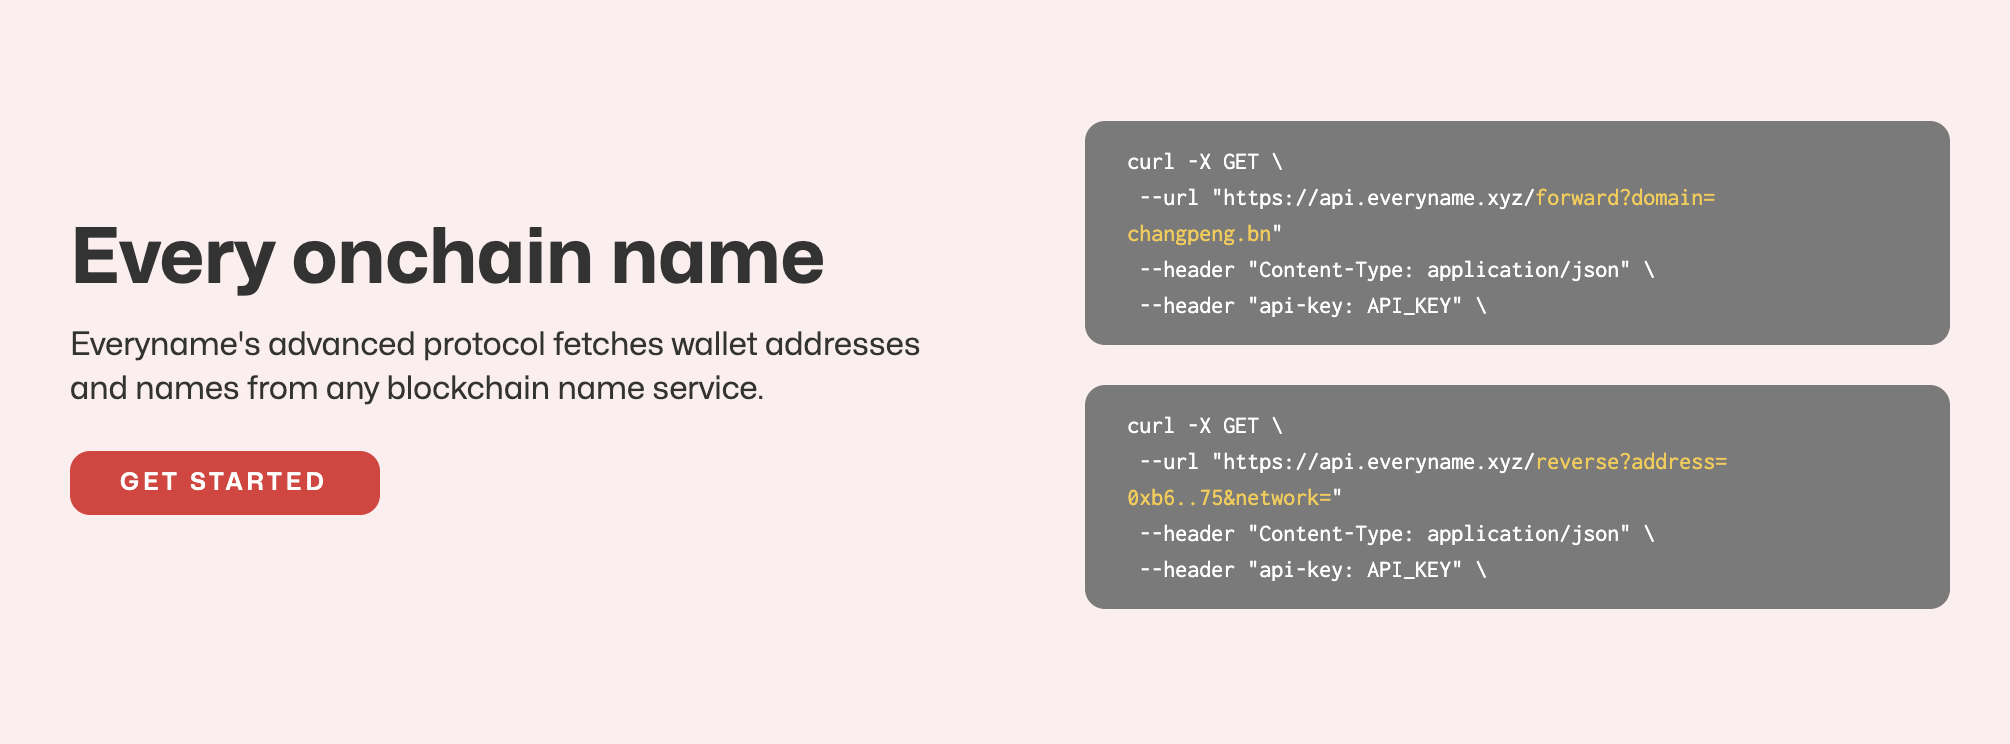 Every onchain name
Everyname's advanced protocol fetches wallet addresses
and names from any blockchain name service.
GET STARTED
curl -X GET \
--url "https://api.everyname.xyz/forward?domain=
changpeng.bn"
--header "Content-Type: application/json" \
--header "api-key: API_KEY" \
curl -X GET \
--url "https://api.everyname.xyz/reverse?address=
0xb6..75&network="
--header "Content-Type: application/json" \
--header "api-key: API_KEY" \